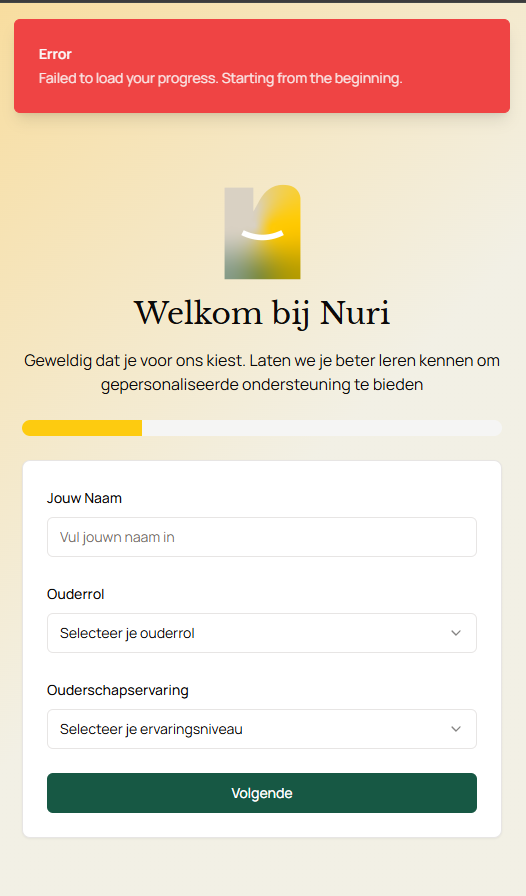 Error
Failed to load your progress. Starting from the beginning.
Welkom bij Nuri
Geweldig dat je voor ons kiest. Laten we je beter leren kennen om
gepersonaliseerde ondersteuning te bieden
Jouw Naam
Vul jouwn naam in
Ouderrol
Selecteer je ouderrol
Ouderschapservaring
Selecteer je ervaringsniveau
Volgende